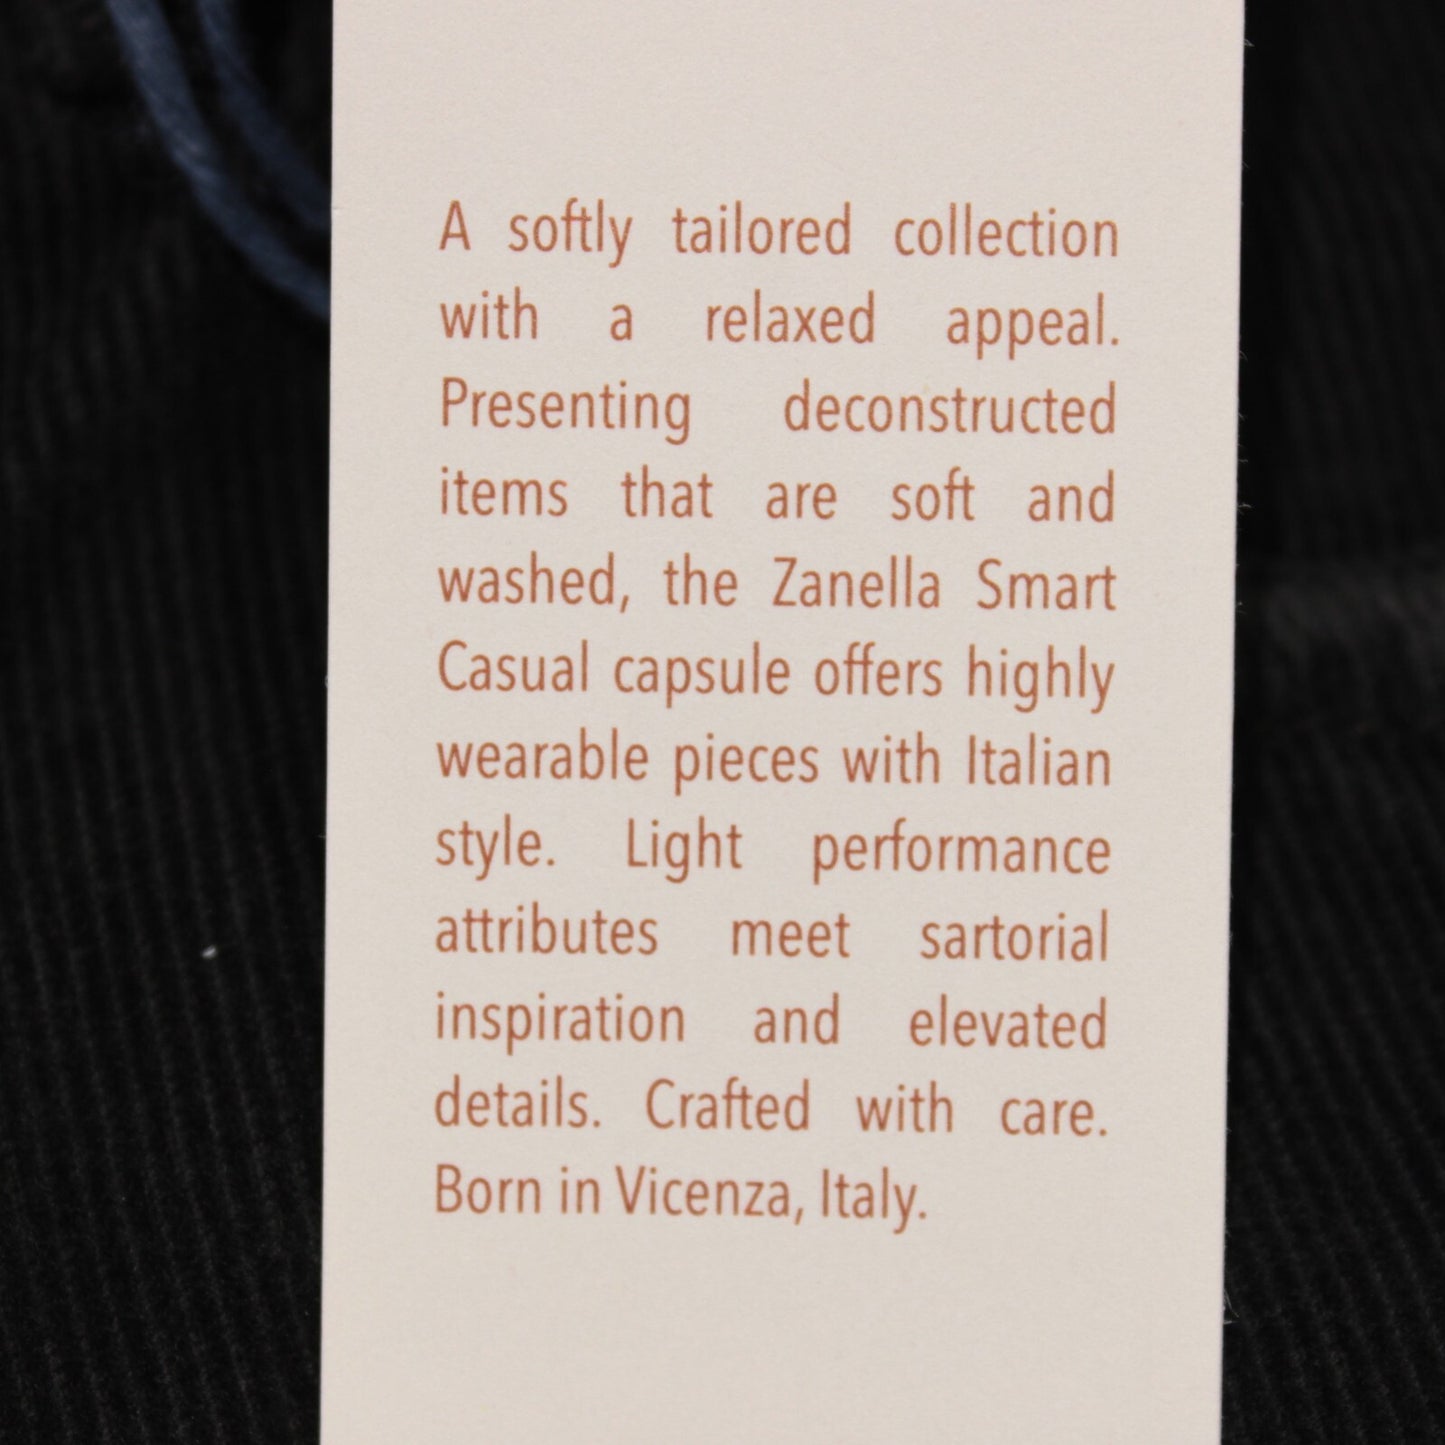 A softly tailored collection
with a relaxed appeal.
Presenting deconstructed
items that are soft and
washed, the Zanella Smart
Casual capsule offers highly
wearable pieces with Italian
style. Light performance
attributes meet sartorial
inspiration and elevated
details. Crafted with care.
Born in Vicenza, Italy.